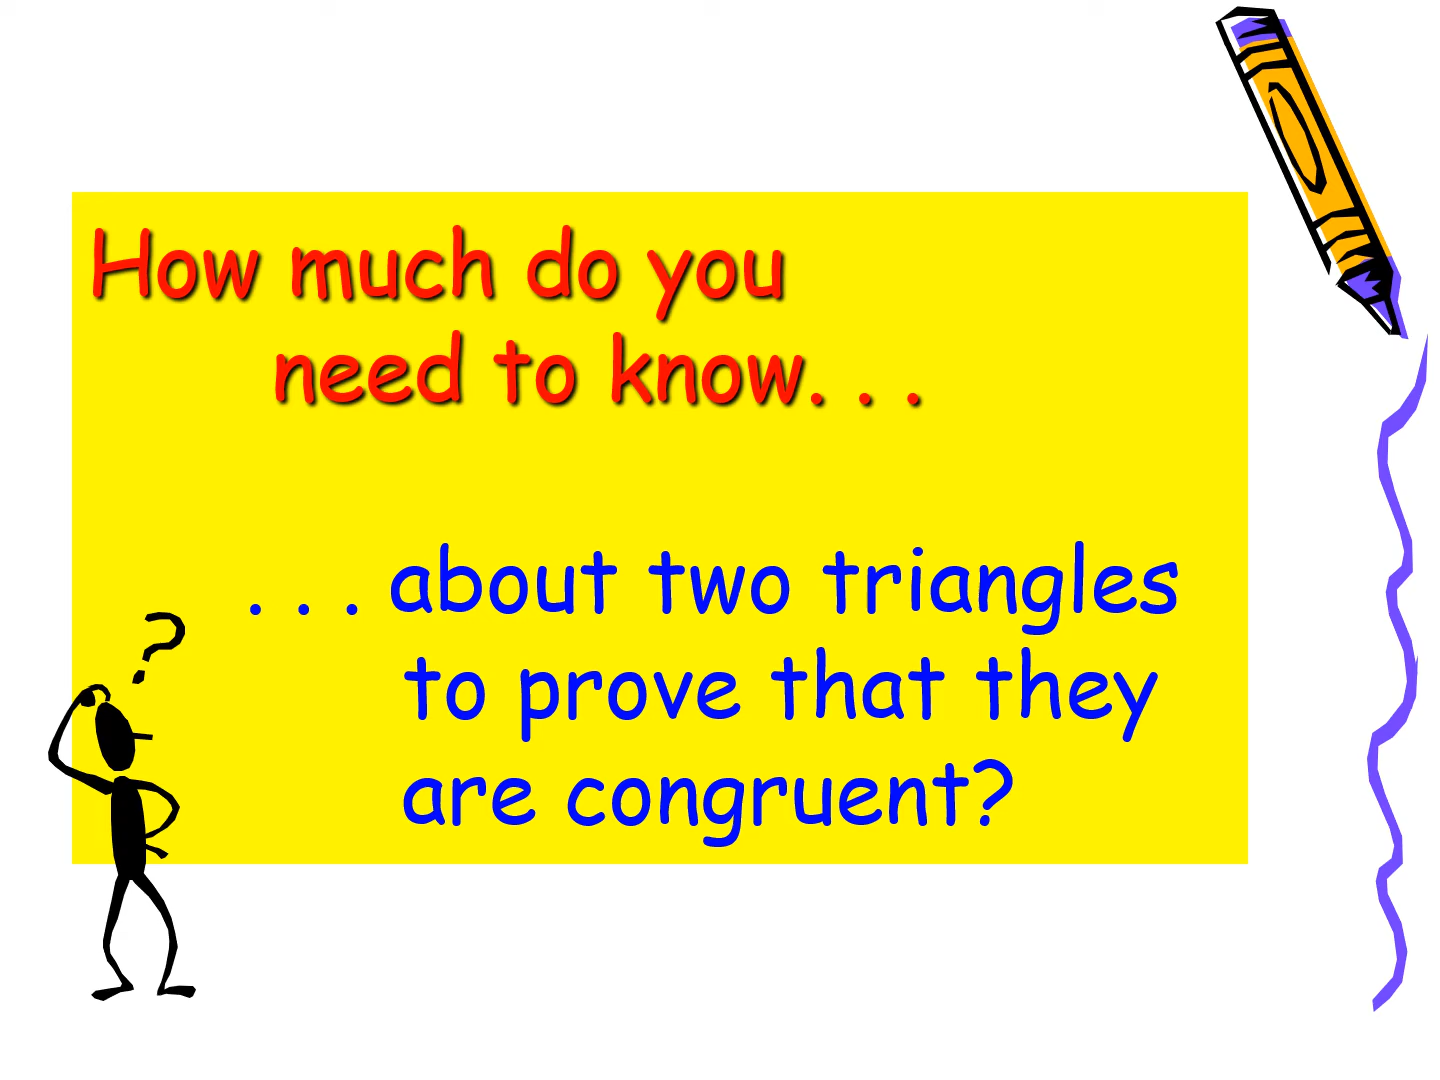 How much do you
need to know. . .
. . . about two triangles
to prove that they
are congruent?
?